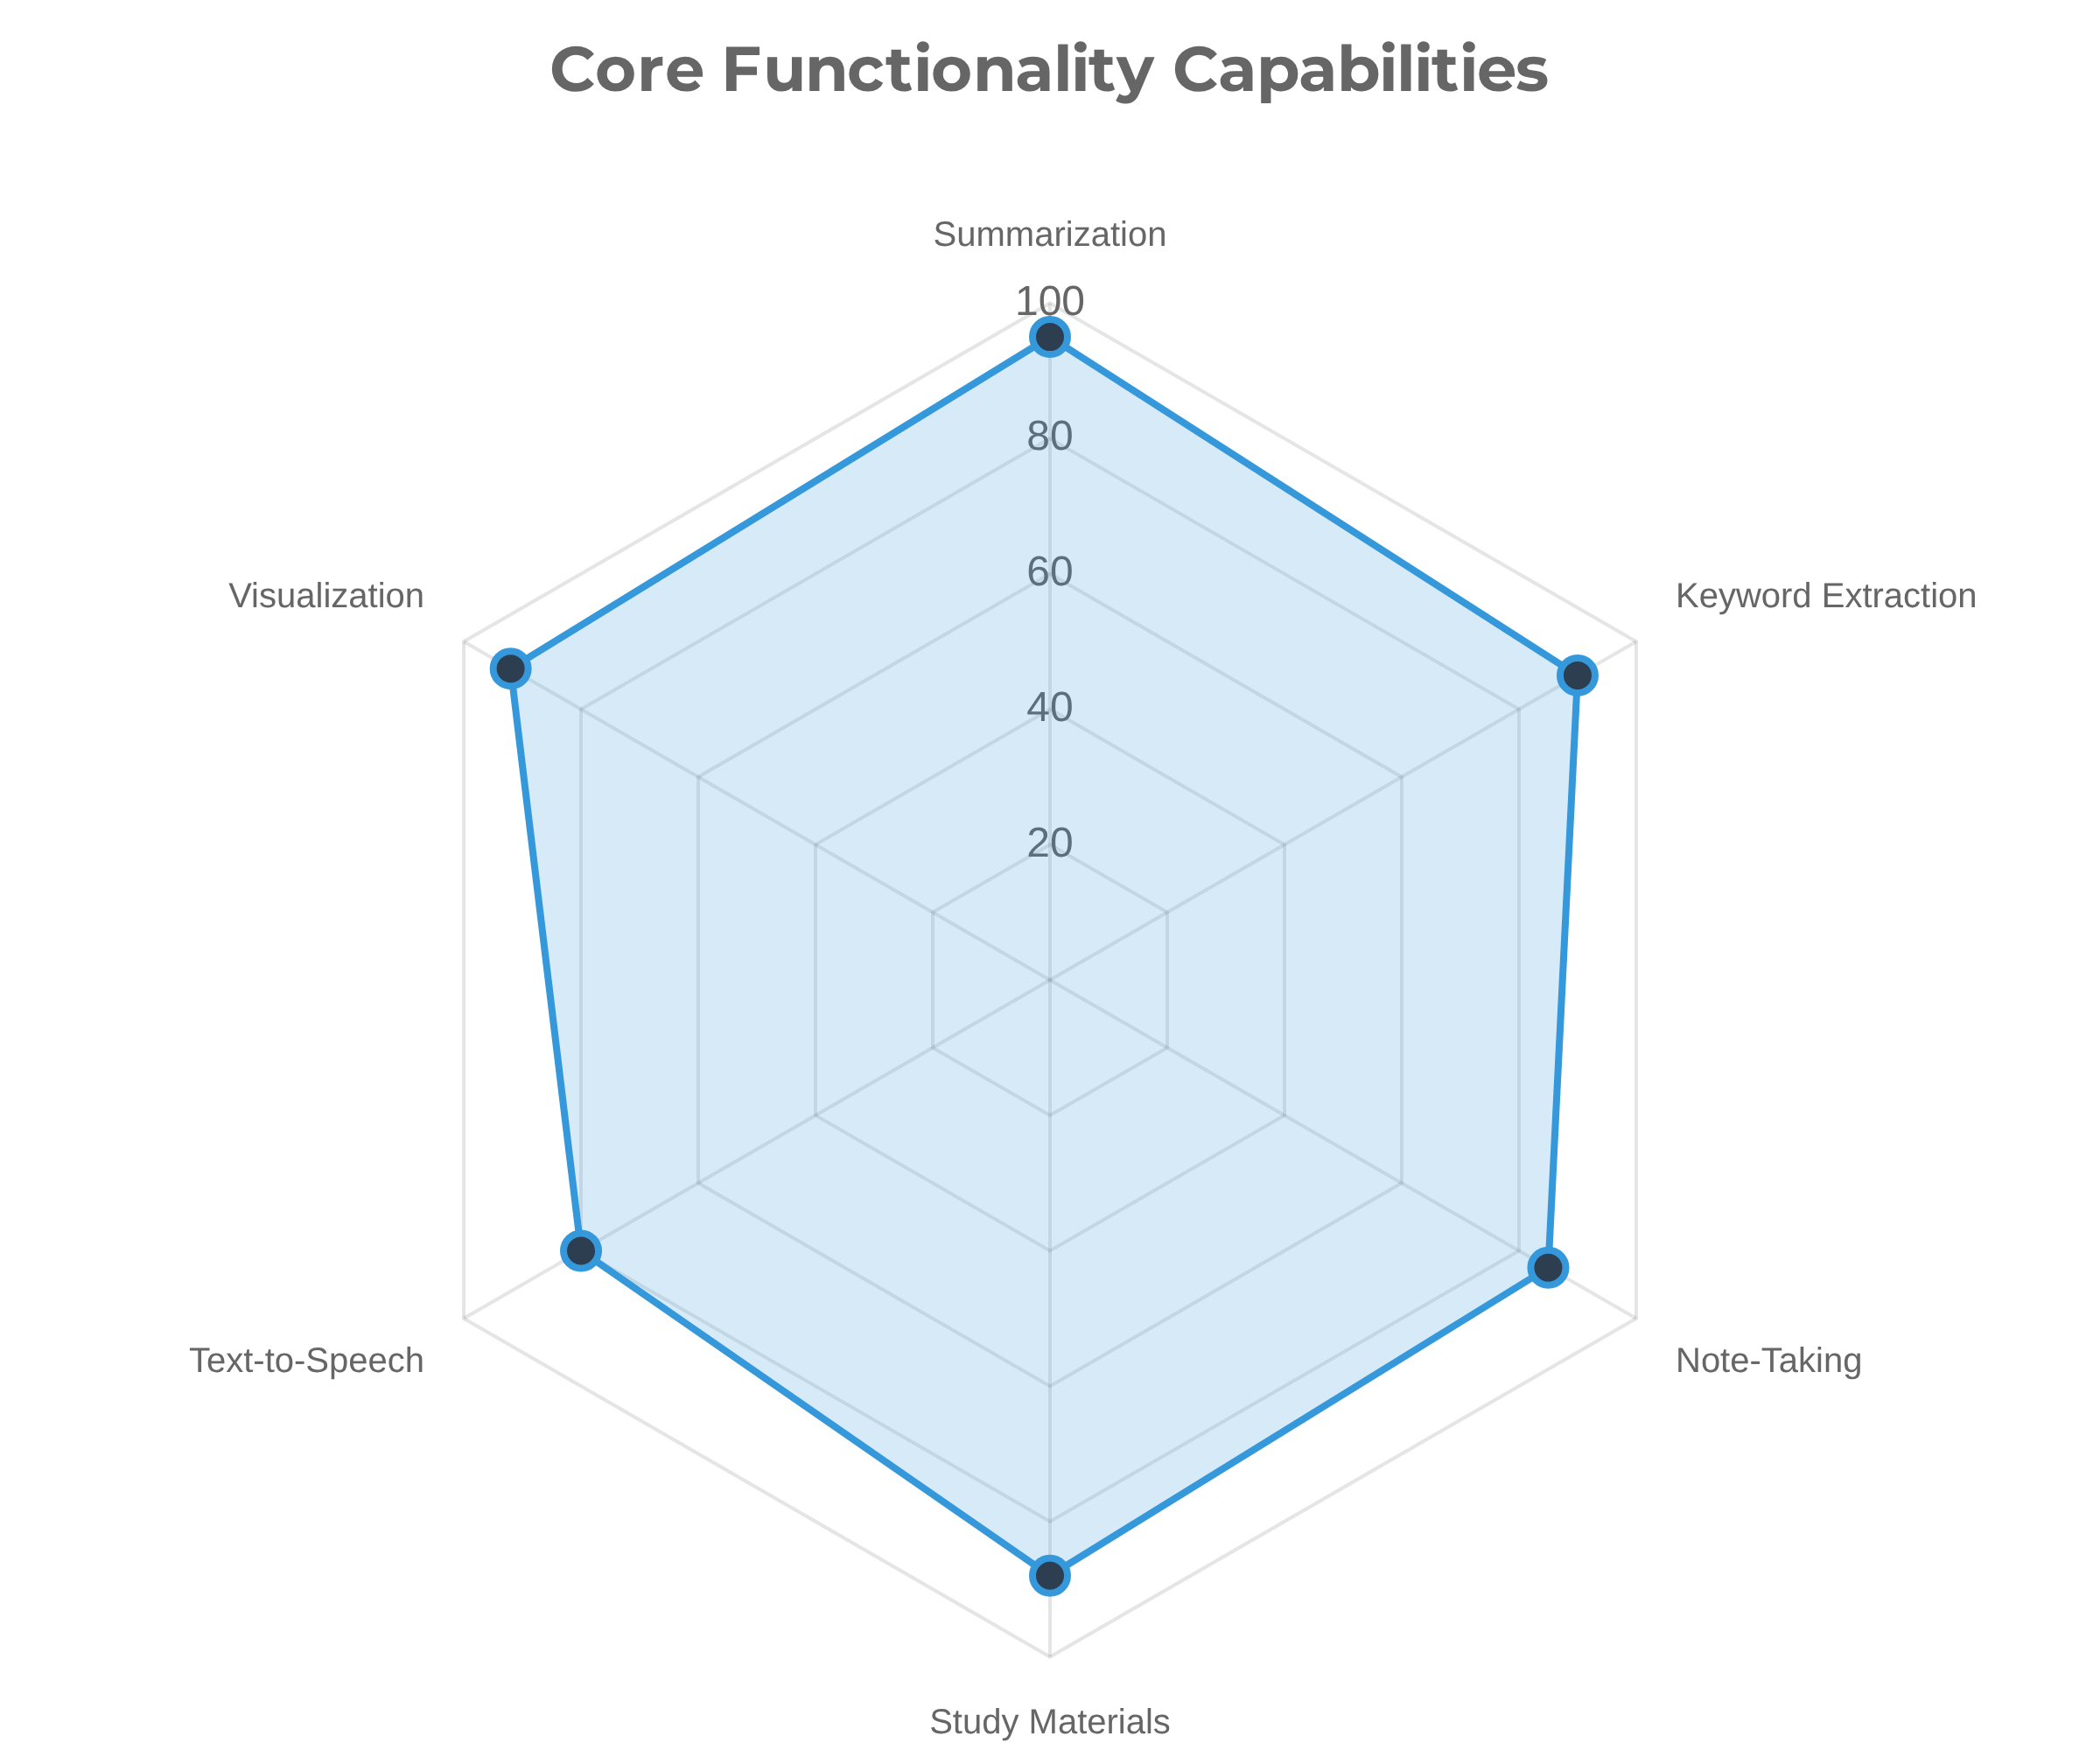 Core Functionality Capabilities
Summarization
100
80
60
40
20
Visualization
Keyword Extraction
Text-to-Speech
Note-Taking
Study Materials